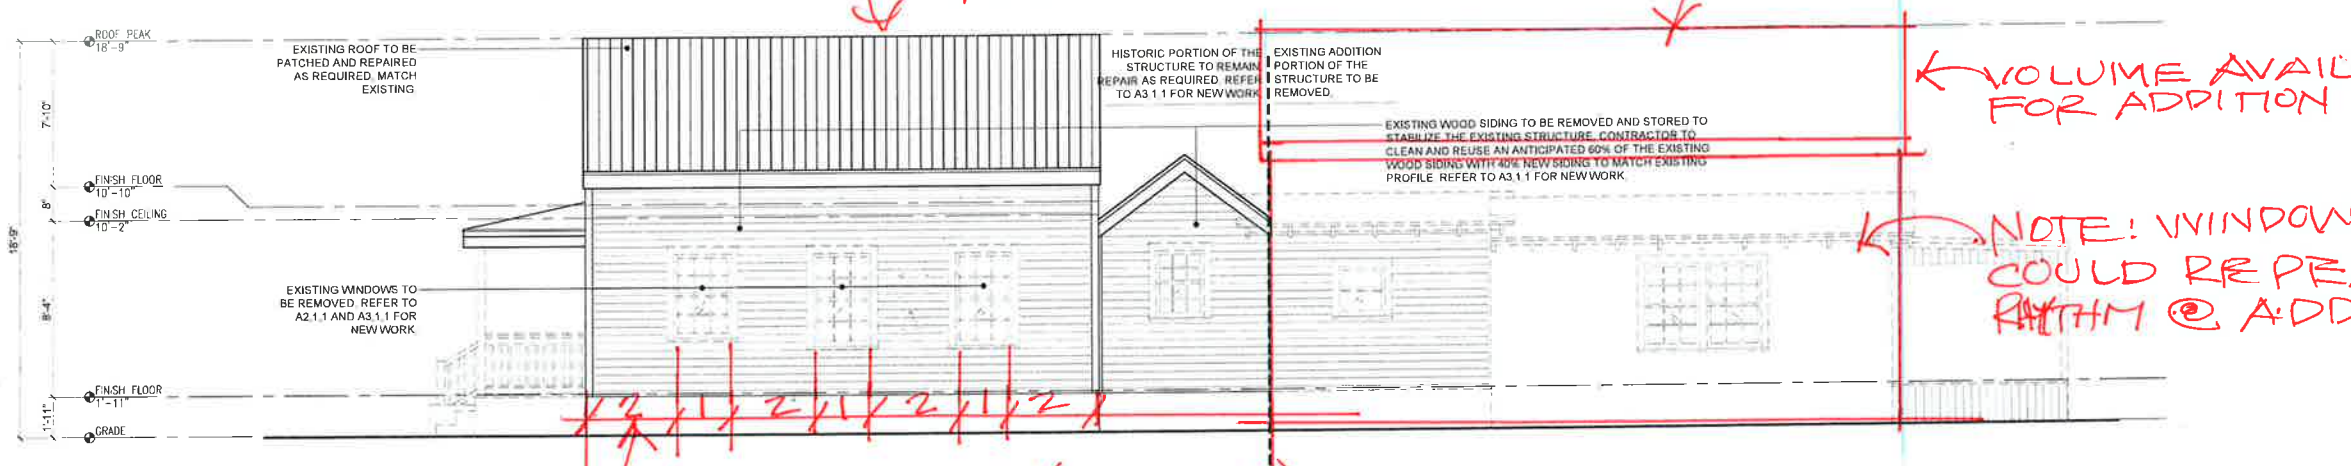 ROOF PEAK
18'-9"
EXISTING ROOF TO BE
PATCHED AND REPAIRED
AS REQUIRED, MATCH
EXISTING
HISTORIC PORTION OF THE
STRUCTURE TO REMAIN
REPAIR AS REQUIRED. REFER
TO A3.1.1 FOR NEW WORK
EXISTING ADDITION
PORTION OF THE
STRUCTURE TO BE
REMOVED.
VOLUME AVAIL
FOR ADDITION
EXISTING WOOD SIDING TO BE REMOVED AND STORED TO
STABILIZE THE EXISTING STRUCTURE. CONTRACTOR TO
CLEAN AND REUSE AN ANTICIPATED 60% OF THE EXISTING
WOOD SIDING WITH 40% NEW SIDING TO MATCH EXISTING
PROFILE. REFER TO A3.1.1 FOR NEW WORK
7'-10"
FINISH FLOOR
10'-10"
8"
FINISH CEILING
10'-2"
18'-9"
NOTE! WINDOW
COULD REPE
RHYTHM @ ADD
EXISTING WINDOWS TO
BE REMOVED. REFER TO
A2.1.1 AND A3.1.1 FOR
NEW WORK
8'-4"
FINISH FLOOR
1'-11"
1'-11"
2 1 2 1 2 1 2
GRADE